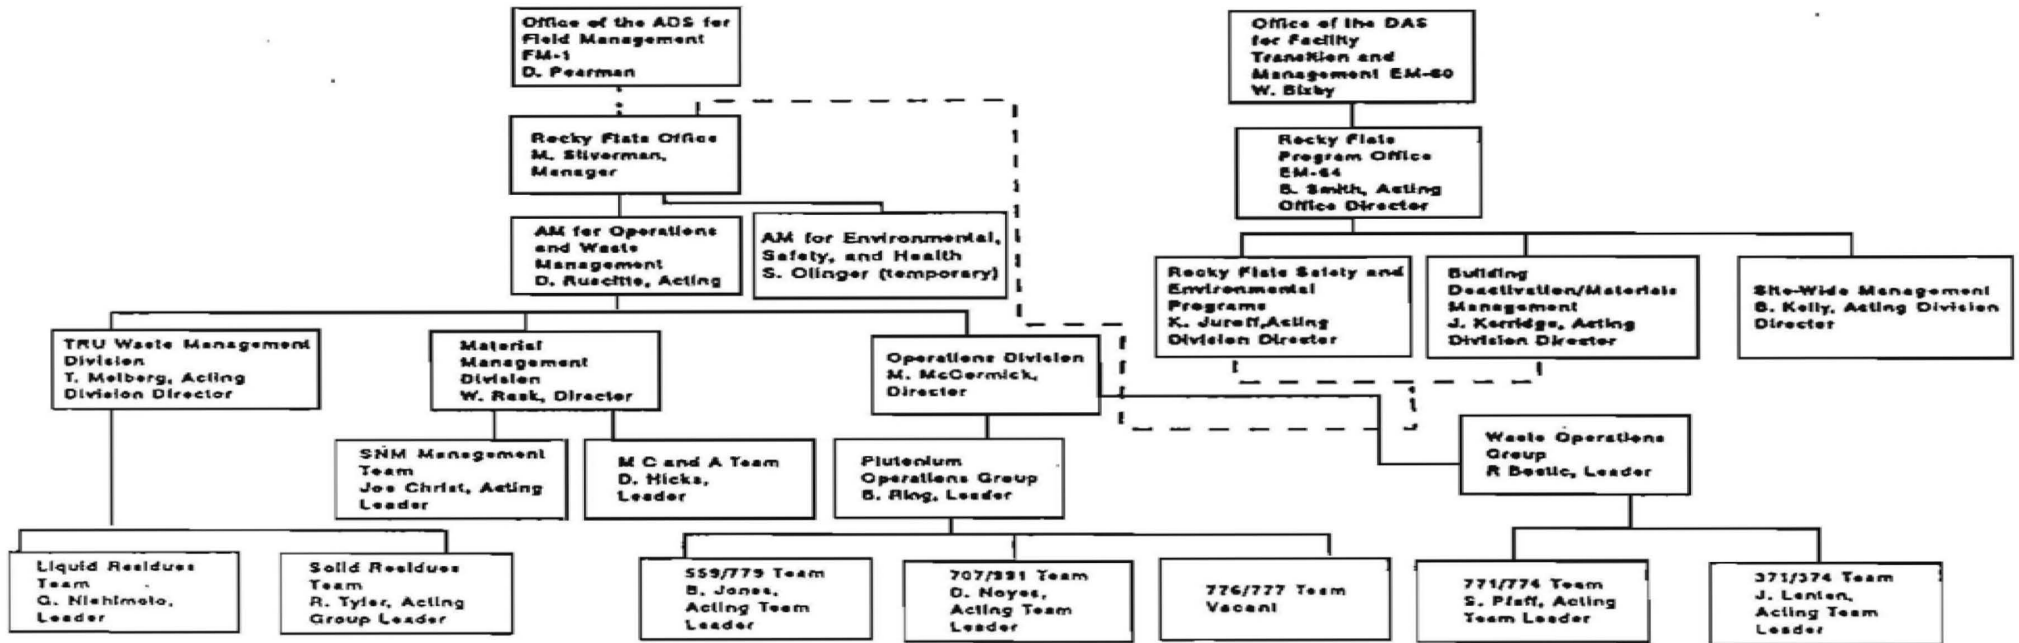 Office of the ADS for
Field Management
FM-1
D. Pearman
Office of the DAS
for Facility
Transition and
Management EM-60
W. Bixby
Rocky Flats Office
M. Silverman,
Manager
Rocky Flats
Program Office
EM-64
B. Smith, Acting
Office Director
AM for Operations
and Waste
Management
D. Ruscitto, Acting
AM for Environmental,
Safety, and Health
S. Olinger (temporary)
Rocky Flats Safety and
Environmental
Programs
K. Juroff, Acting
Division Director
Building
Deactivation/Materials
Management
J. Kerridge, Acting
Division Director
Site-Wide Management
B. Kelly, Acting Division
Director
TRU Waste Management
Division
T. Melberg, Acting
Division Director
Material
Management
Division
W. Rask, Director
Operations Division
M. McCormick,
Director
SNM Management
Team
Joe Christ, Acting
Leader
M C and A Team
D. Hicks,
Leader
Plutonium
Operations Group
B. Ring, Leader
Waste Operations
Group
R Bostic, Leader
Liquid Residues
Team
G. Nishimoto,
Leader
Solid Residues
Team
R. Tyler, Acting
Group Leader
559/779 Team
B. Jones,
Acting Team
Leader
707/991 Team
D. Noyes,
Acting Team
Leader
776/777 Team
Vacant
771/774 Team
S. Pfaff, Acting
Team Leader
371/374 Team
J. Lenten,
Acting Team
Leader